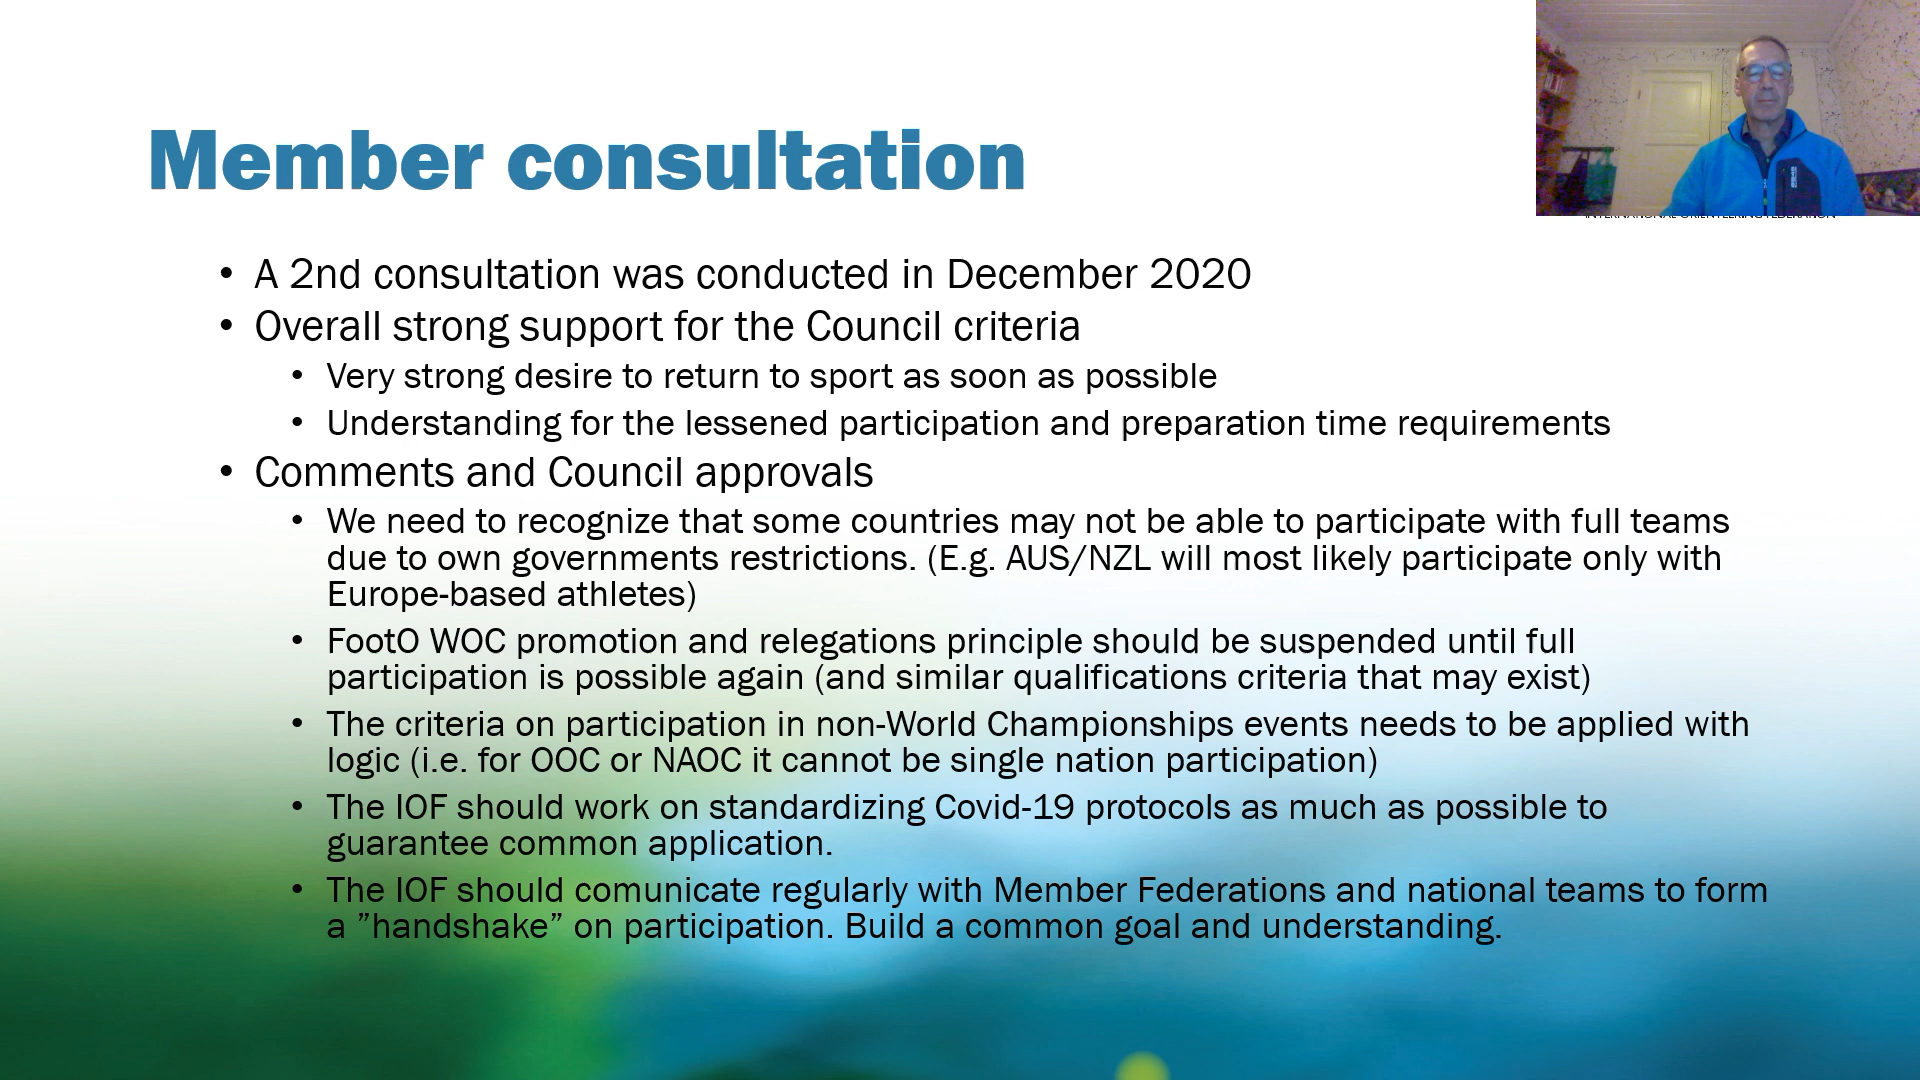 Member consultation
INTERNATIONAL ORIENTEERING FEDERATION
• A 2nd consultation was conducted in December 2020
• Overall strong support for the Council criteria
• Very strong desire to return to sport as soon as possible
• Understanding for the lessened participation and preparation time requirements
• Comments and Council approvals
• We need to recognize that some countries may not be able to participate with full teams
due to own governments restrictions. (E.g. AUS/NZL will most likely participate only with
Europe-based athletes)
• FootO WOC promotion and relegations principle should be suspended until full
participation is possible again (and similar qualifications criteria that may exist)
• The criteria on participation in non-World Championships events needs to be applied with
logic (i.e. for OOC or NAOC it cannot be single nation participation)
• The IOF should work on standardizing Covid-19 protocols as much as possible to
guarantee common application.
• The IOF should comunicate regularly with Member Federations and national teams to form
a ”handshake” on participation. Build a common goal and understanding.